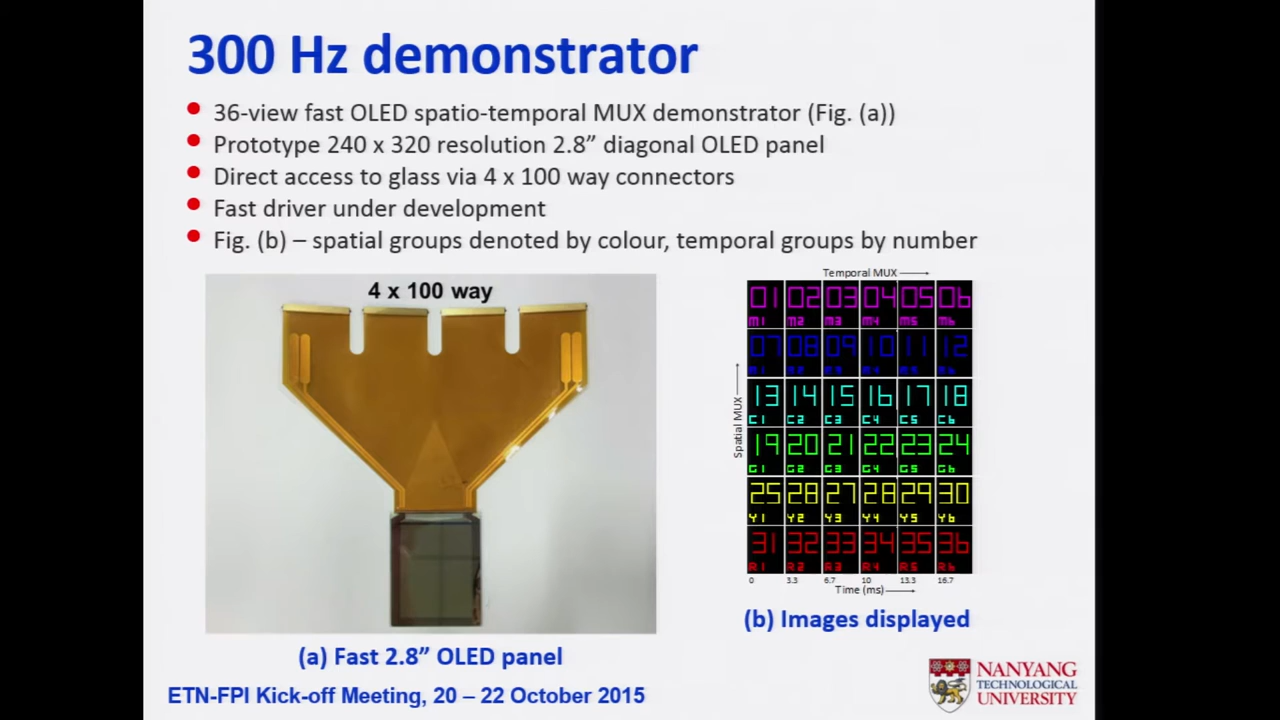 300 Hz demonstrator
36-view fast OLED spatio-temporal MUX demonstrator (Fig. (a))
Prototype 240 x 320 resolution 2.8” diagonal OLED panel
Direct access to glass via 4 x 100 way connectors
Fast driver under development
Fig. (b) – spatial groups denoted by colour, temporal groups by number
4 x 100 way
Temporal MUX
Spatial MUX
01 02 03 04 05 06
M1 M2 M3 M4 M5 M6
07 08 09 10 11 12
13 14 15 16 17 18
C1 C2 C3 C4 C5 C6
19 20 21 22 23 24
G1 G2 G3 G4 G5 G6
25 28 27 28 29 30
Y1 Y2 Y3 Y4 Y5 Y6
31 32 33 34 35 36
R1 R2 R3 R4 R5 R6
0 3.3 6.7 10 13.3 16.7
Time (ms)
(a) Fast 2.8” OLED panel
(b) Images displayed
ETN-FPI Kick-off Meeting, 20 – 22 October 2015
NANYANG
TECHNOLOGICAL
UNIVERSITY